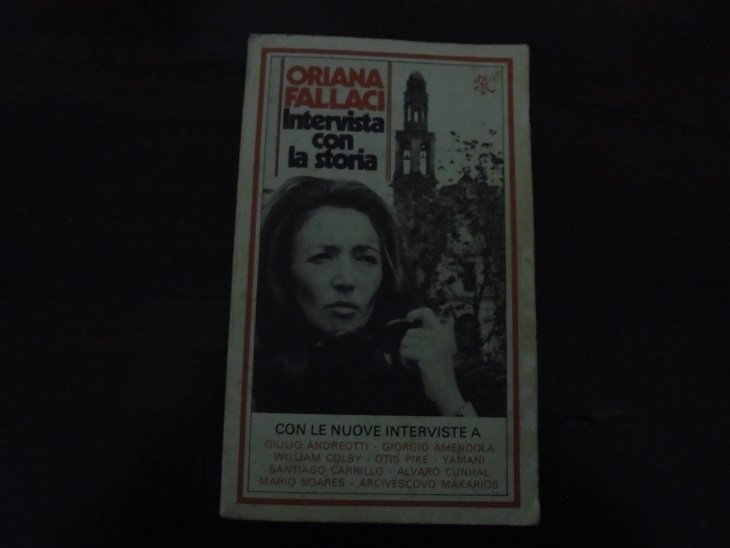 ORIANA
FALLACI
intervista
con
la storia
CON LE NUOVE INTERVISTE A
GIULIO ANDREOTTI - GIORGIO AMENDOLA
WILLIAM COLBY - OTIS PIKE - YAMANI
SANTIAGO CARRILLO - ALVARO CUNHAL
MARIO SOARES - ARCIVESCOVO MAKARIOS